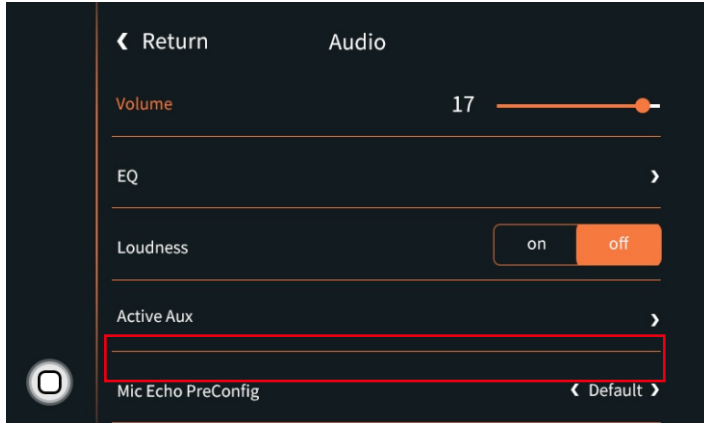 Return Audio
Volume 17
EQ
Loudness on off
Active Aux
Mic Echo PreConfig Default